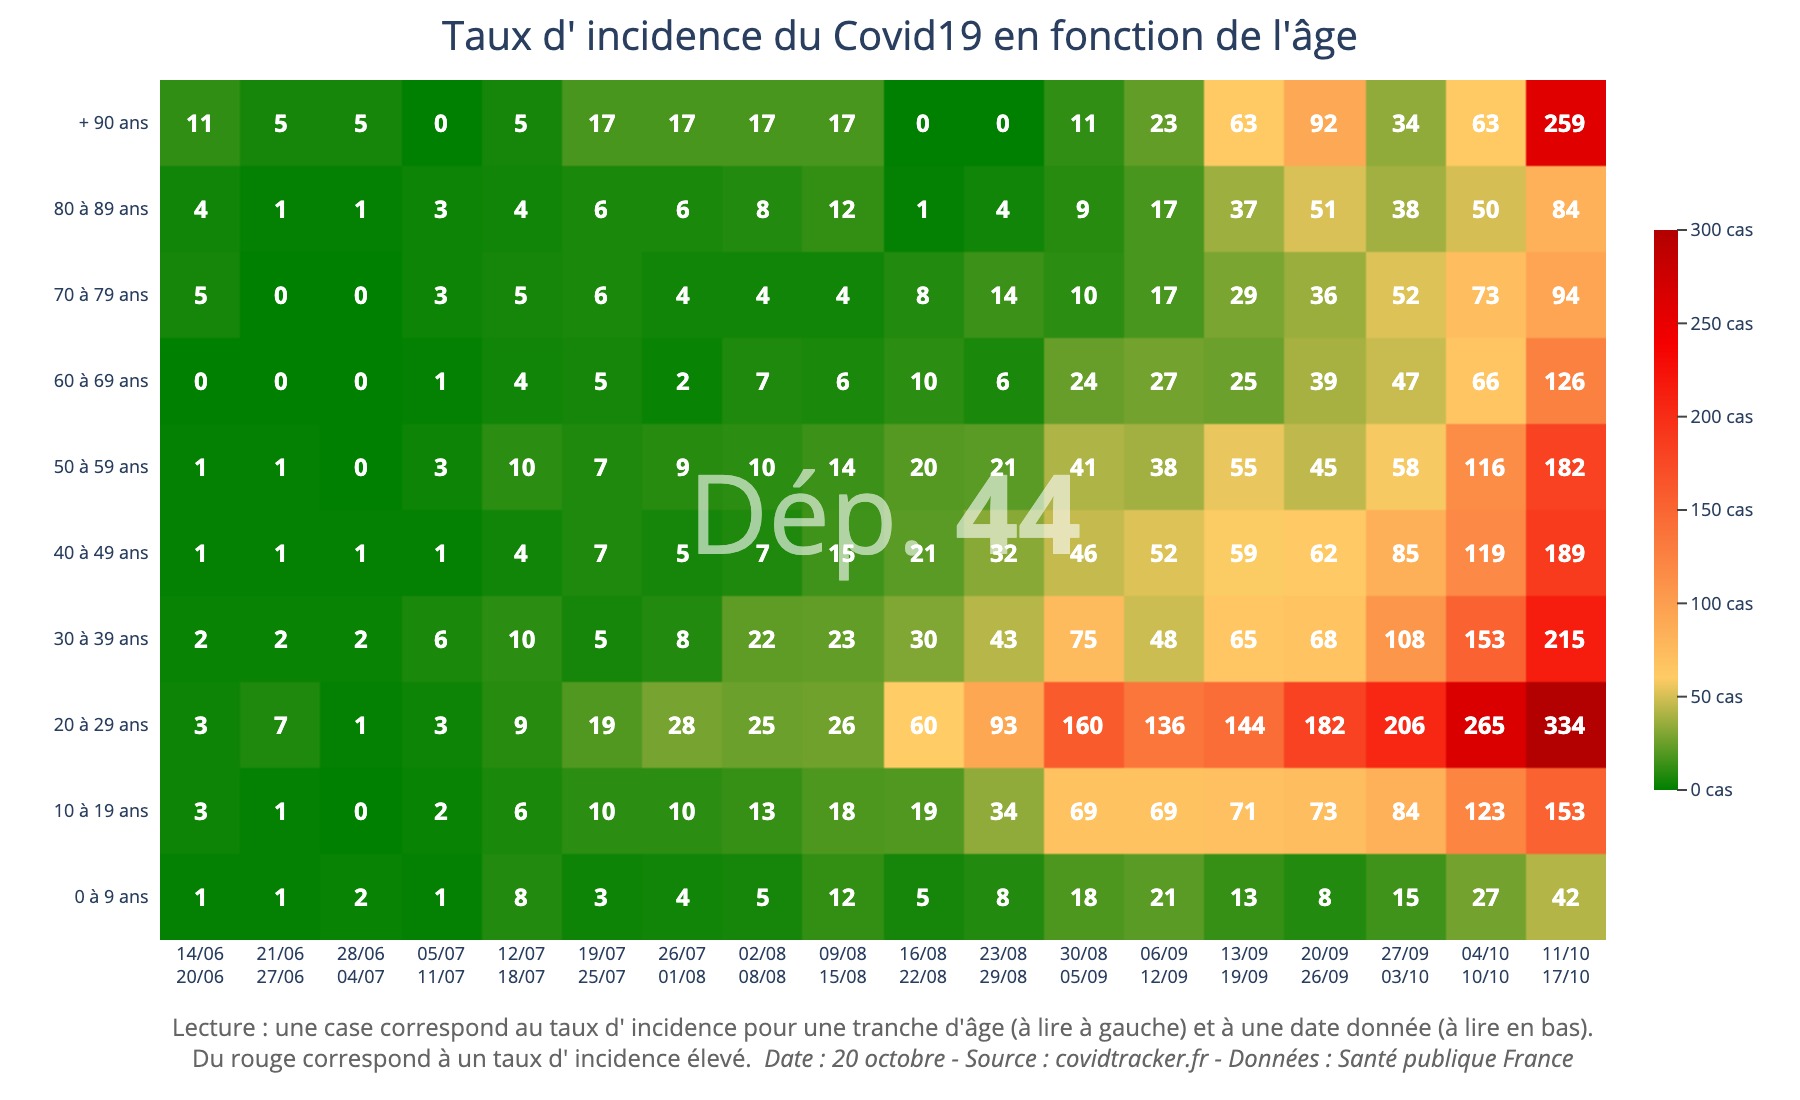 Taux d' incidence du Covid19 en fonction de l'âge
+ 90 ans 11 5 5 0 5 17 17 17 17 0 0 11 23 63 92 34 63 259
80 à 89 ans 4 1 1 3 4 6 6 8 12 1 4 9 17 37 51 38 50 84
70 à 79 ans 5 0 0 3 5 6 4 4 4 8 14 10 17 29 36 52 73 94
60 à 69 ans 0 0 0 1 4 5 2 7 6 10 6 24 27 25 39 47 66 126
50 à 59 ans 1 1 0 3 10 7 9 10 14 20 21 41 38 55 45 58 116 182
Dép. 44
40 à 49 ans 1 1 1 1 4 7 5 7 15 21 32 46 52 59 62 85 119 189
30 à 39 ans 2 2 2 6 10 5 8 22 23 30 43 75 48 65 68 108 153 215
20 à 29 ans 3 7 1 3 9 19 28 25 26 60 93 160 136 144 182 206 265 334
10 à 19 ans 3 1 0 2 6 10 10 13 18 19 34 69 69 71 73 84 123 153
0 à 9 ans 1 1 2 1 8 3 4 5 12 5 8 18 21 13 8 15 27 42
14/06 21/06 28/06 05/07 12/07 19/07 26/07 02/08 09/08 16/08 23/08 30/08 06/09 13/09 20/09 27/09 04/10 11/10
20/06 27/06 04/07 11/07 18/07 25/07 01/08 08/08 15/08 22/08 29/08 05/09 12/09 19/09 26/09 03/10 10/10 17/10
300 cas
250 cas
200 cas
150 cas
100 cas
50 cas
0 cas
Lecture : une case correspond au taux d' incidence pour une tranche d'âge (à lire à gauche) et à une date donnée (à lire en bas).
Du rouge correspond à un taux d' incidence élevé. Date : 20 octobre - Source : covidtracker.fr - Données : Santé publique France